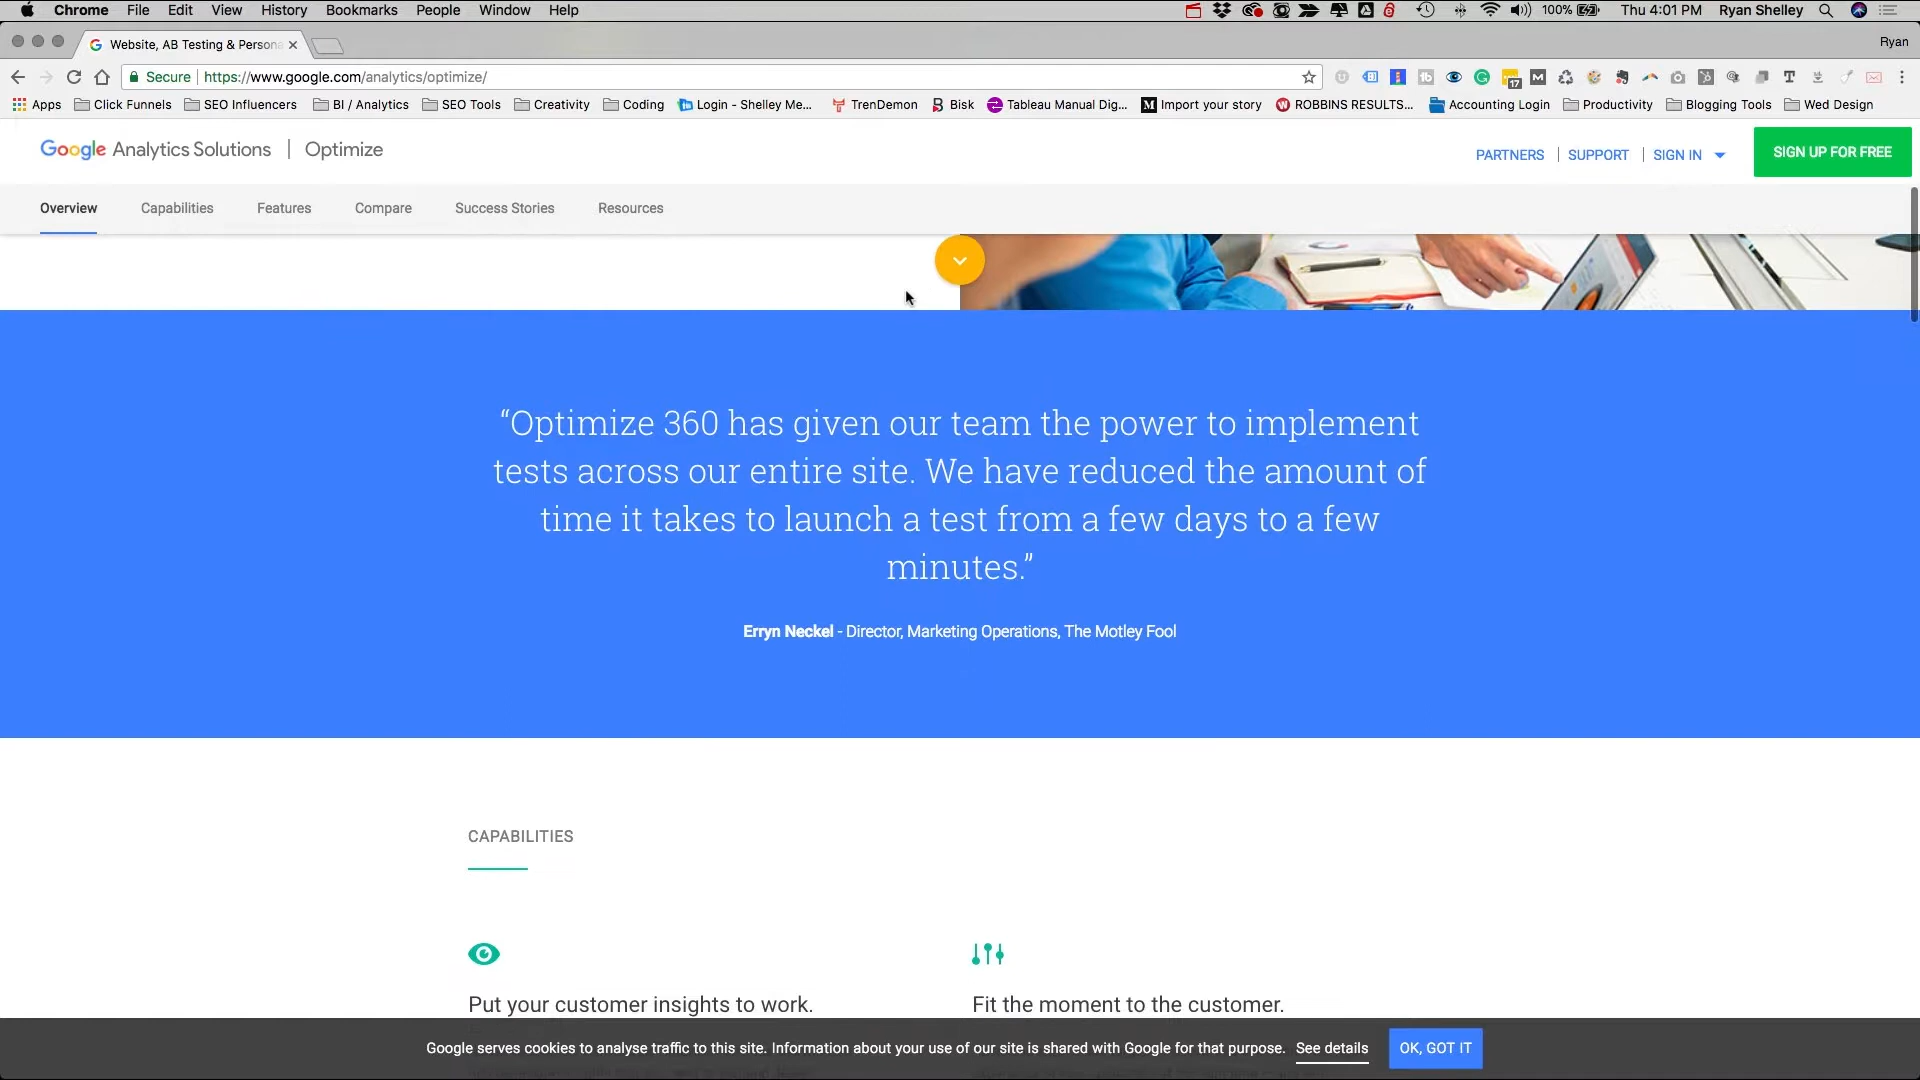 Chrome File Edit View History Bookmarks People Window Help 100% Thu 4:01 PM Ryan Shelley
Website, AB Testing & Persona Ryan
Secure https://www.google.com/analytics/optimize/ 17
Apps Click Funnels SEO Influencers BI / Analytics SEO Tools Creativity Coding Login - Shelley Me... TrenDemon Bisk Tableau Manual Dig... Import your story ROBBINS RESULTS... Accounting Login Productivity Blogging Tools Wed Design
Google Analytics Solutions | Optimize PARTNERS SUPPORT SIGN IN SIGN UP FOR FREE
Overview Capabilities Features Compare Success Stories Resources
“Optimize 360 has given our team the power to implement
tests across our entire site. We have reduced the amount of
time it takes to launch a test from a few days to a few
minutes.”
Erryn Neckel - Director, Marketing Operations, The Motley Fool
CAPABILITIES
Put your customer insights to work. Fit the moment to the customer.
Google serves cookies to analyse traffic to this site. Information about your use of our site is shared with Google for that purpose. See details OK, GOT IT